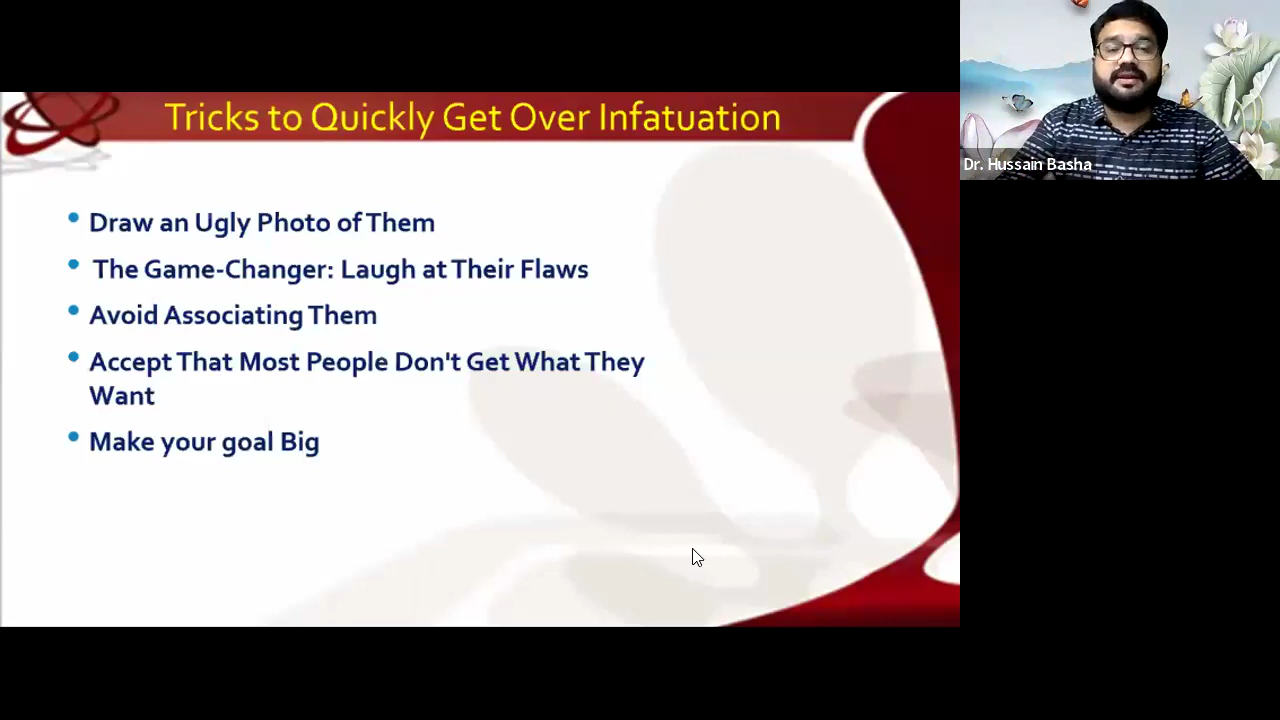 Tricks to Quickly Get Over Infatuation
Draw an Ugly Photo of Them
The Game-Changer: Laugh at Their Flaws
Avoid Associating Them
Accept That Most People Don't Get What They
Want
Make your goal Big
Dr. Hussain Basha